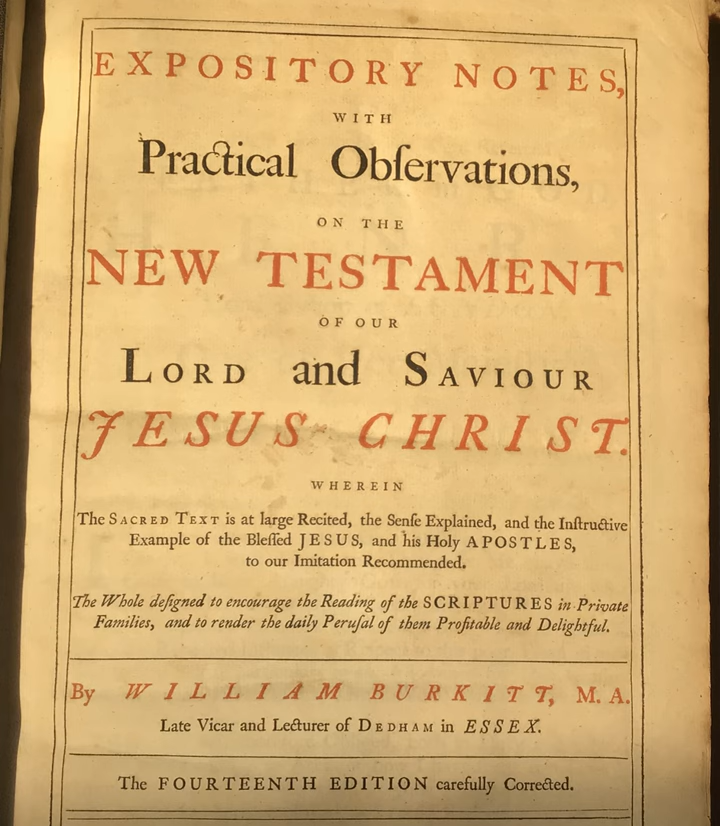 EXPOSITORY NOTES,
WITH
Practical Obſervations,
ON THE
NEW TESTAMENT
OF OUR
LORD and SAVIOUR
JESUS CHRIST.
WHEREIN
The SACRED TEXT is at large Recited, the Senſe Explained, and the Inſtructive
Example of the Bleſſed JESUS, and his Holy APOSTLES,
to our Imitation Recommended.
The Whole deſigned to encourage the Reading of the SCRIPTURES in Private
Families, and to render the daily Peruſal of them Profitable and Delightful.
By WILLIAM BURKITT, M. A.
Late Vicar and Lecturer of DEDHAM in ESSEX.
The FOURTEENTH EDITION carefully Corrected.